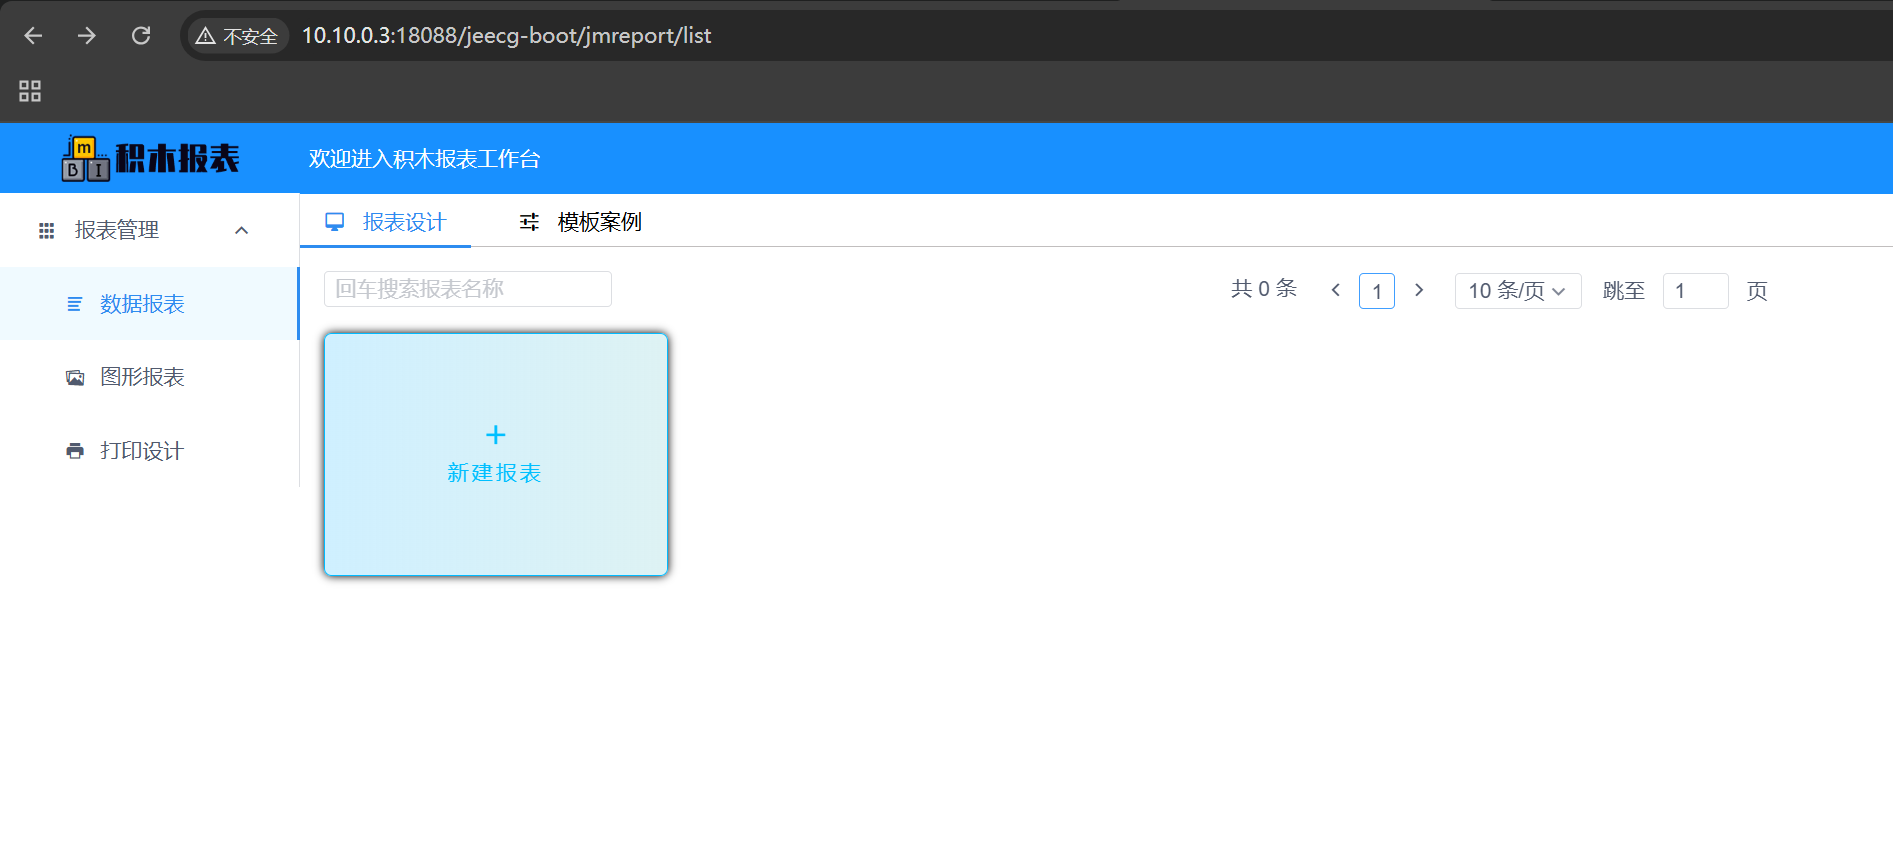 不安全 10.10.0.3:18088/jeecg-boot/jmreport/list
m
B I
积木报表
欢迎进入积木报表工作台
报表管理
数据报表
图形报表
打印设计
报表设计 模板案例
回车搜索报表名称 共 0 条 1 10 条/页 跳至 1 页
+
新建报表